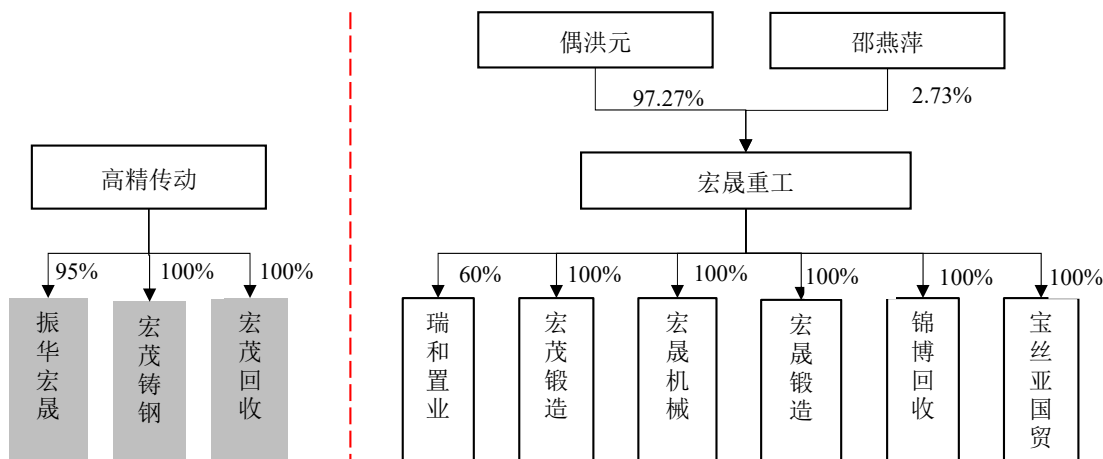 偶洪元
邵燕萍
97.27%
2.73%
高精传动
宏晟重工
95%
100%
100%
60%
100%
100%
100%
100%
100%
振华宏晟
宏茂铸钢
宏茂回收
瑞和置业
宏茂锻造
宏晟机械
宏晟锻造
锦博回收
宝丝亚国贸